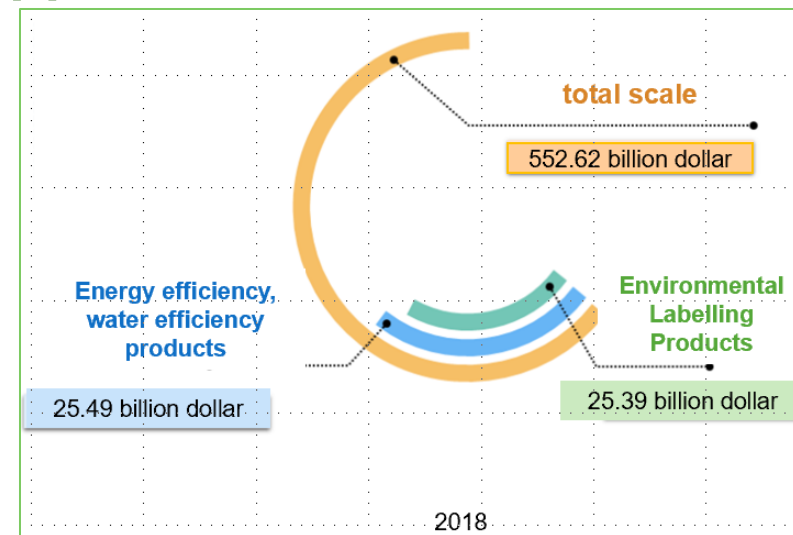 total scale
552.62 billion dollar
Energy efficiency,
water efficiency
products
25.49 billion dollar
Environmental
Labelling
Products
25.39 billion dollar
2018